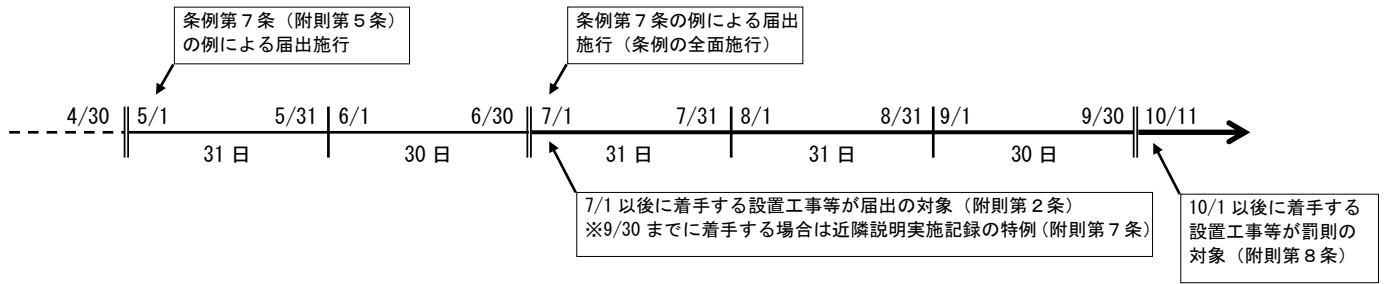 条例第７条（附則第５条）
の例による届出施行
条例第７条の例による届出
施行（条例の全面施行）
4/30 5/1 5/31 6/1 6/30 7/1 7/31 8/1 8/31 9/1 9/30 10/11
31 日 30 日 31 日 31 日 30 日
7/1 以後に着手する設置工事等が届出の対象（附則第２条）
※9/30 までに着手する場合は近隣説明実施記録の特例（附則第７条）
10/1 以後に着手する
設置工事等が罰則の
対象（附則第８条）